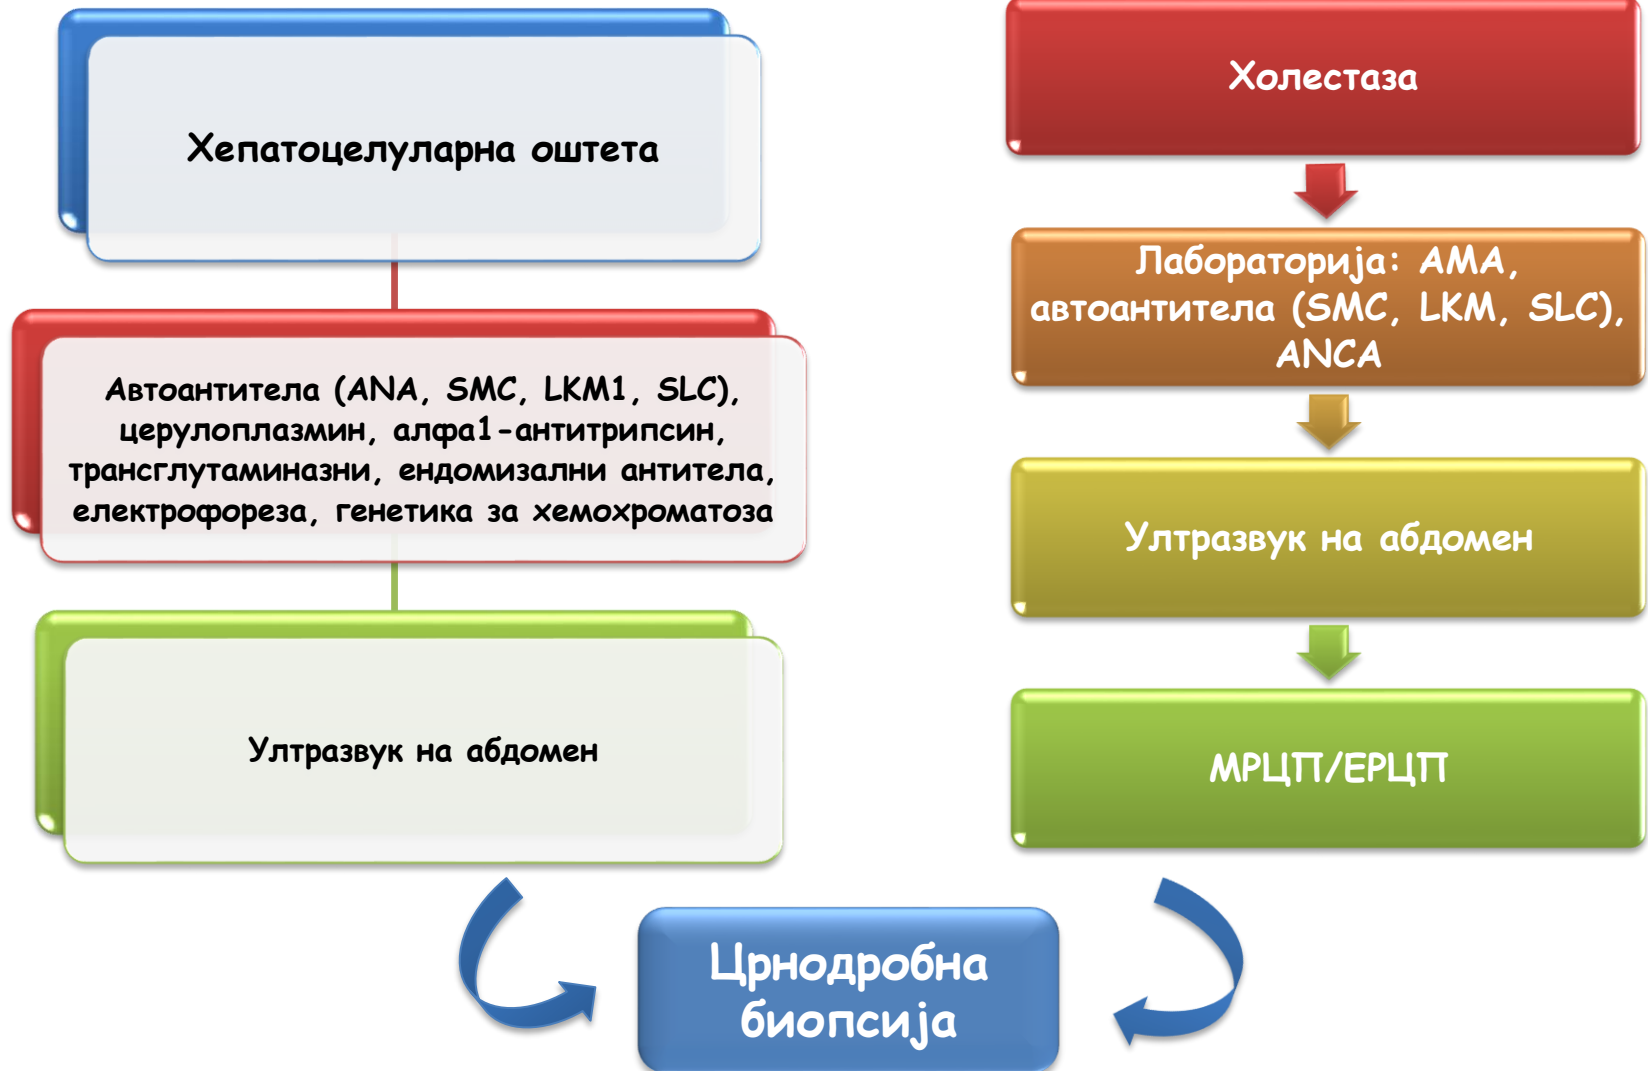 Хепатоцелуларна оштета
Автоантитела (ANA, SMC, LKM1, SLC),
церулоплазмин, алфа1-антитрипсин,
трансглутаминазни, ендомизални антитела,
електрофореза, генетика за хемохроматоза
Ултразвук на абдомен
Холестаза
Лабораторија: AMA,
автоантитела (SMC, LKM, SLC),
ANCA
Ултразвук на абдомен
МРЦП/ЕРЦП
Црнодробна
биопсија